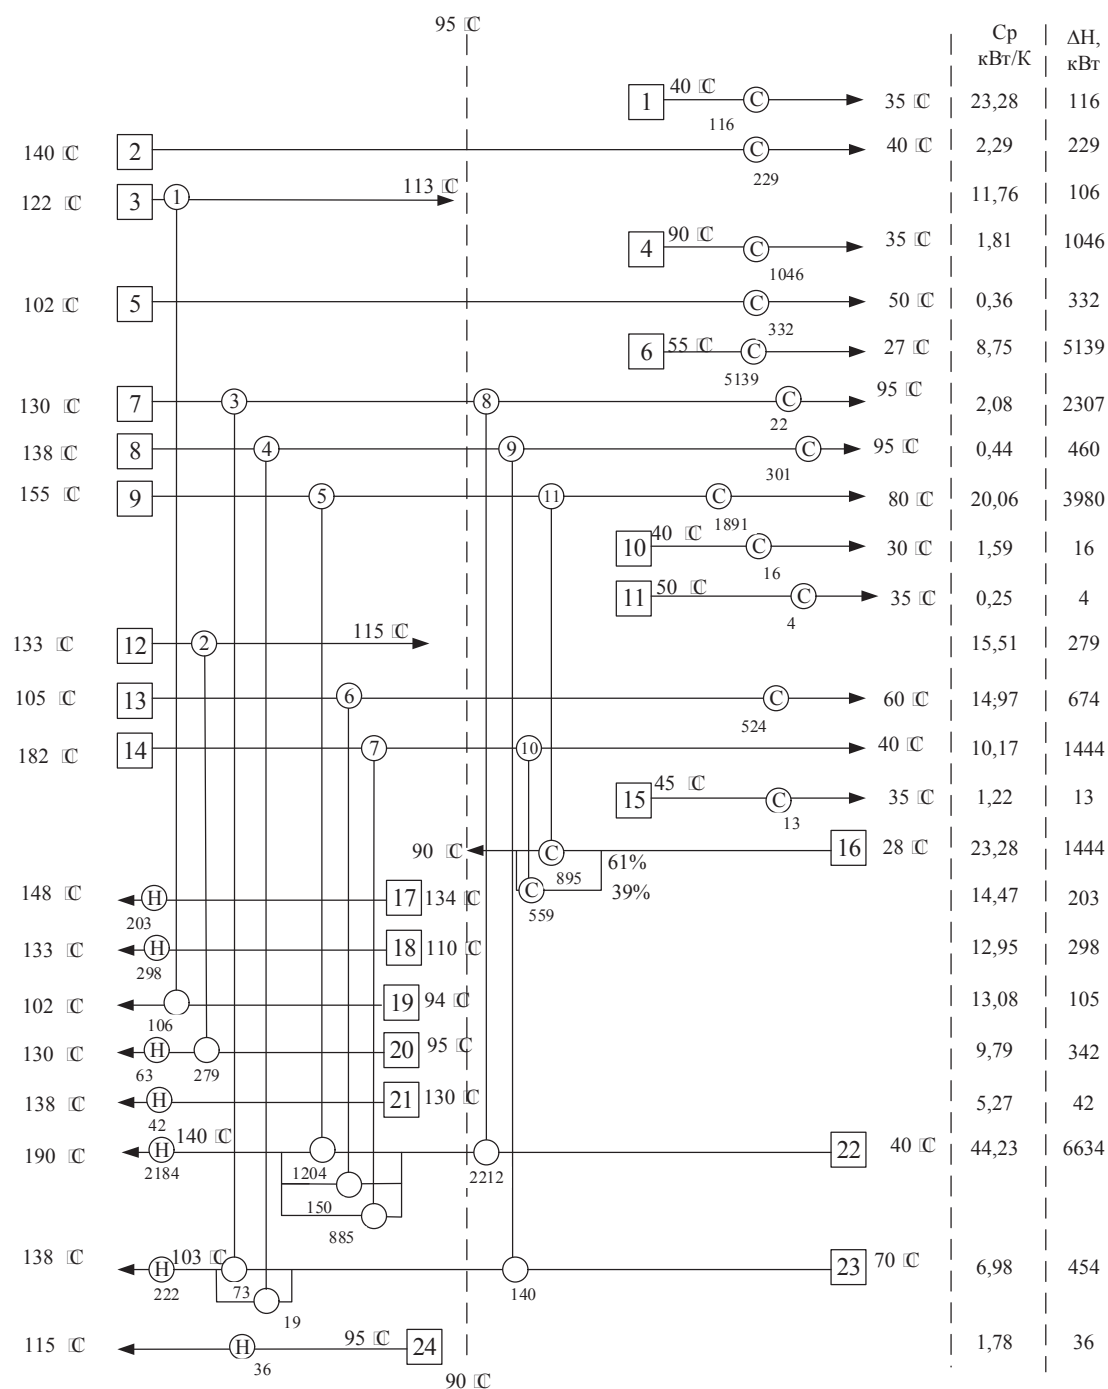 95 °C
Ср
кВт/К
ΔН,
кВт
1 40 °C C 116 35 °C 23,28 116
140 °C 2 C 229 40 °C 2,29 229
122 °C 3 1 113 °C 11,76 106
4 90 °C C 1046 35 °C 1,81 1046
102 °C 5 C 332 50 °C 0,36 332
6 55 °C C 5139 27 °C 8,75 5139
130 °C 7 3 8 C 22 95 °C 2,08 2307
138 °C 8 4 9 C 301 95 °C 0,44 460
155 °C 9 5 11 C 1891 80 °C 20,06 3980
10 40 °C C 16 30 °C 1,59 16
11 50 °C C 4 35 °C 0,25 4
133 °C 12 2 115 °C 15,51 279
105 °C 13 6 C 524 60 °C 14,97 674
182 °C 14 7 10 40 °C 10,17 1444
15 45 °C C 13 35 °C 1,22 13
90 °C C 895 61% 16 28 °C 23,28 1444
C 559 39%
148 °C H 203 17 134 °C 14,47 203
133 °C H 298 18 110 °C 12,95 298
102 °C 106 19 94 °C 13,08 105
130 °C H 63 279 20 95 °C 9,79 342
138 °C H 42 21 130 °C 5,27 42
190 °C H 2184 140 °C 1204 2212 22 40 °C 44,23 6634
150
885
138 °C H 222 103 °C 73 140 23 70 °C 6,98 454
19
115 °C H 36 95 °C 24 1,78 36
90 °C